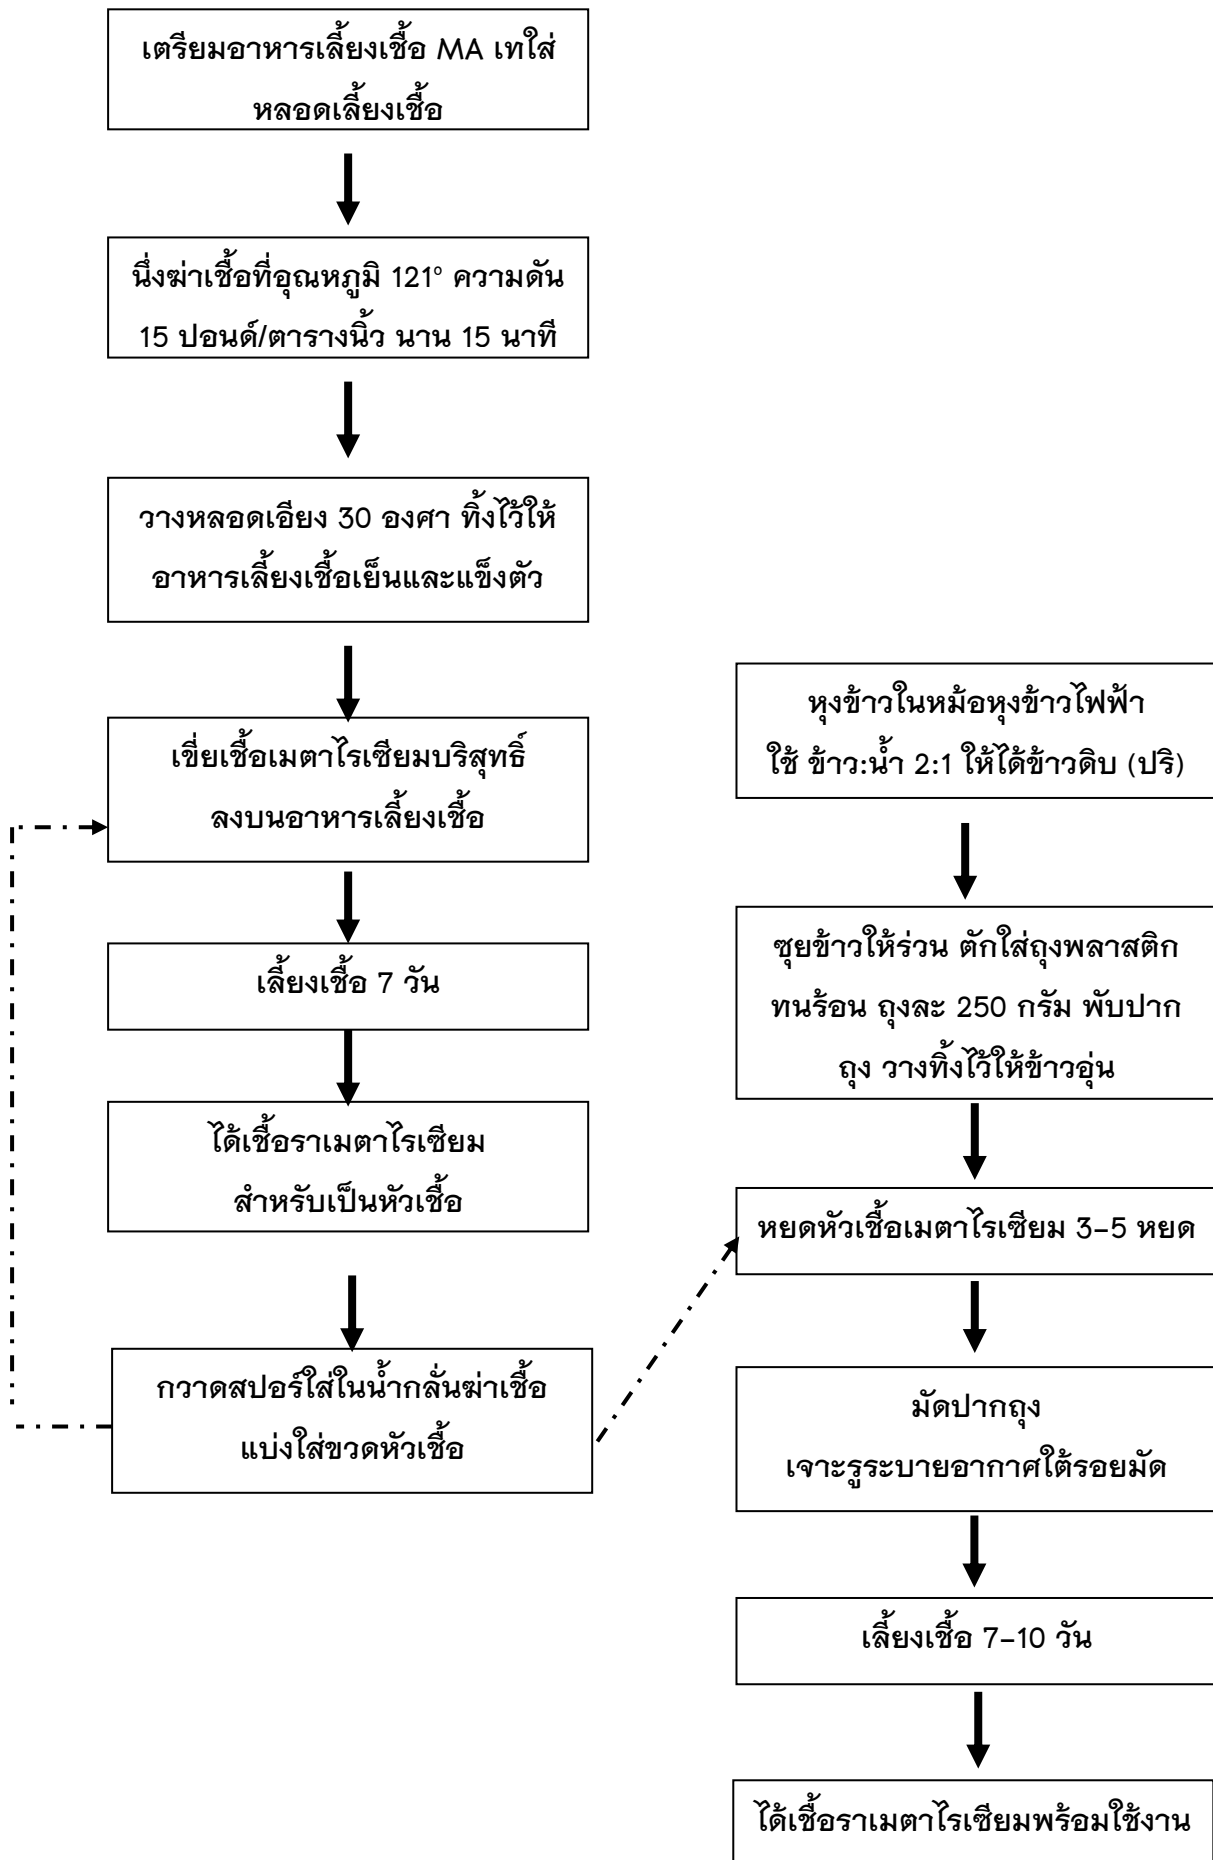 เตรียมอาหารเลี้ยงเชื้อ MA เทใส่
หลอดเลี้ยงเชื้อ
นึ่งฆ่าเชื้อที่อุณหภูมิ 121° ความดัน
15 ปอนด์/ตารางนิ้ว นาน 15 นาที
วางหลอดเอียง 30 องศา ทิ้งไว้ให้
อาหารเลี้ยงเชื้อเย็นและแข็งตัว
เขี่ยเชื้อเมตาไรเซียมบริสุทธิ์
ลงบนอาหารเลี้ยงเชื้อ
เลี้ยงเชื้อ 7 วัน
ได้เชื้อราเมตาไรเซียม
สำหรับเป็นหัวเชื้อ
กวาดสปอร์ใส่ในน้ำกลั่นฆ่าเชื้อ
แบ่งใส่ขวดหัวเชื้อ
หุงข้าวในหม้อหุงข้าวไฟฟ้า
ใช้ ข้าว:น้ำ 2:1 ให้ได้ข้าวดิบ (ปริ)
ซุยข้าวให้ร่วน ตักใส่ถุงพลาสติก
ทนร้อน ถุงละ 250 กรัม พับปาก
ถุง วางทิ้งไว้ให้ข้าวอุ่น
หยดหัวเชื้อเมตาไรเซียม 3-5 หยด
มัดปากถุง
เจาะรูระบายอากาศใต้รอยมัด
เลี้ยงเชื้อ 7-10 วัน
ได้เชื้อราเมตาไรเซียมพร้อมใช้งาน